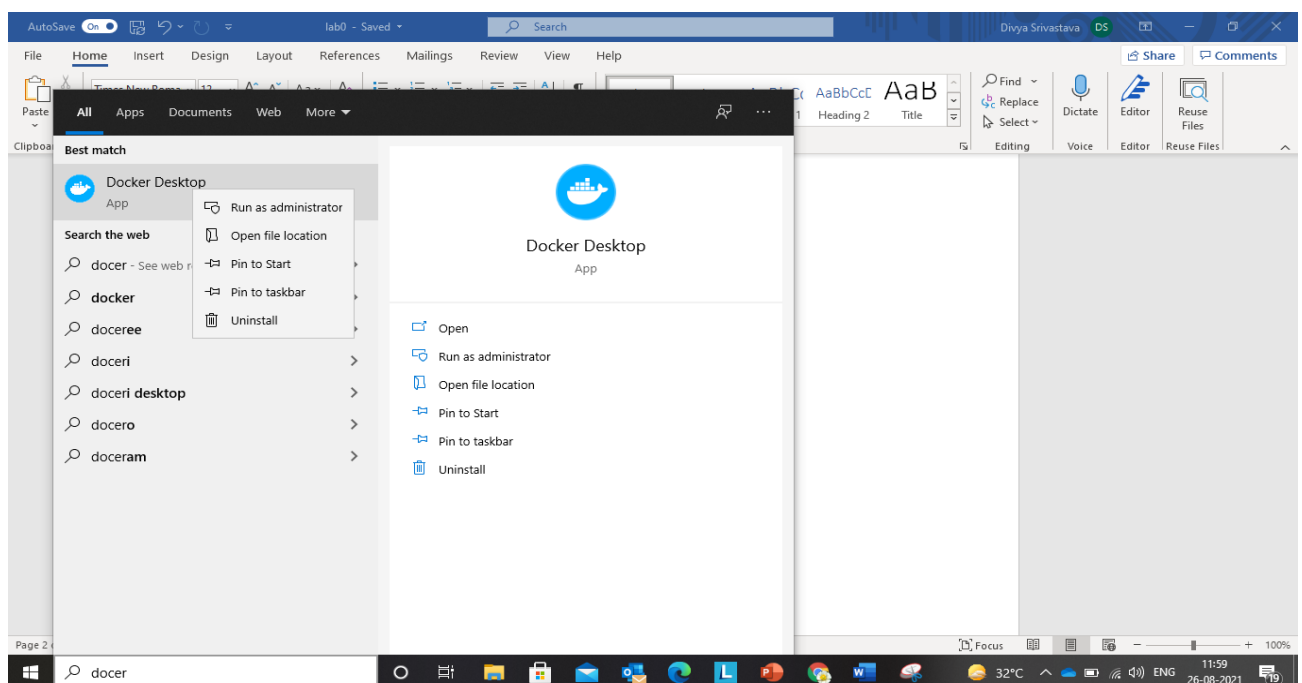 AutoSave On lab0 - Saved Search Divya Srivastava DS
File Home Insert Design Layout References Mailings Review View Help Share Comments
Paste
Clipboa
AaBbCcC AaB
1 Heading 2 Title
Find
Replace
Select
Editing
Dictate
Voice
Editor
Editor
Reuse
Files
Reuse Files
All Apps Documents Web More
Best match
Docker Desktop
App
Run as administrator
Open file location
Pin to Start
Pin to taskbar
Uninstall
Search the web
docer - See web r
docker
doceree
doceri
doceri desktop
docero
doceram
Docker Desktop
App
Open
Run as administrator
Open file location
Pin to Start
Pin to taskbar
Uninstall
Page 2 Focus 100%
docer 32°C ENG 11:59
26-08-2021 19